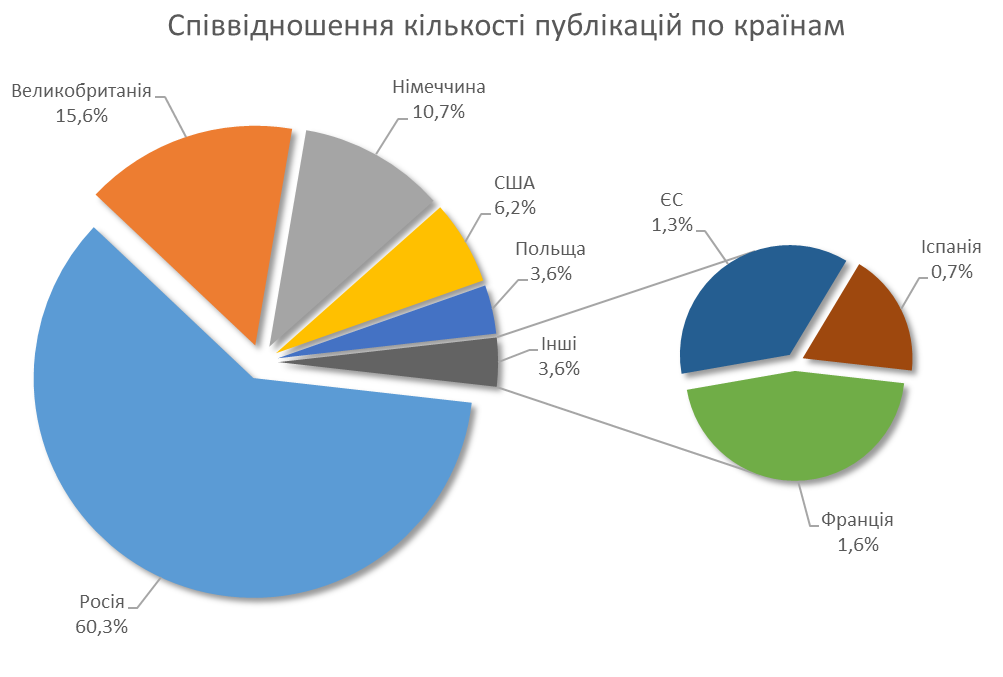 Співвідношення кількості публікацій по країнам
Великобританія
15,6%
Німеччина
10,7%
США
6,2%
Польща
3,6%
Інші
3,6%
ЄС
1,3%
Іспанія
0,7%
Франція
1,6%
Росія
60,3%